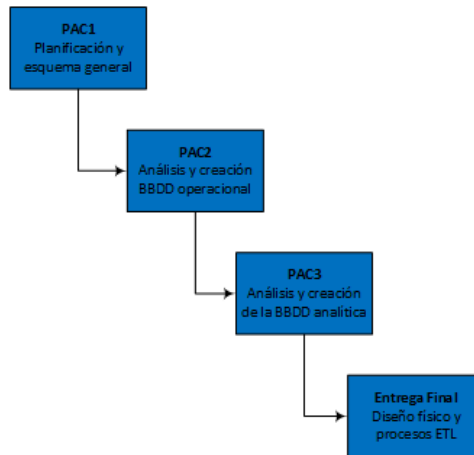 PAC1
Planificación y
esquema general
PAC2
Análisis y creación
BBDD operacional
PAC3
Análisis y creación
de la BBDD analítica
Entrega Final
Diseño físico y
procesos ETL